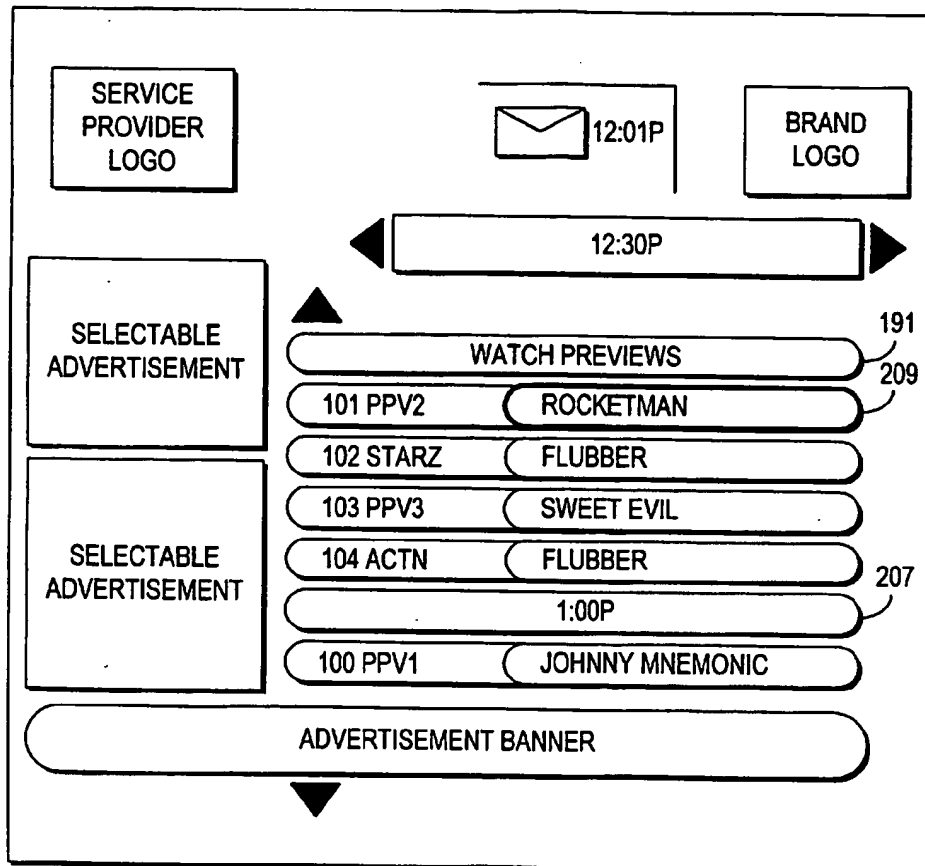 SERVICE
PROVIDER
LOGO
12:01P
BRAND
LOGO
12:30P
SELECTABLE
ADVERTISEMENT
WATCH PREVIEWS
191
101 PPV2 ROCKETMAN
209
102 STARZ FLUBBER
103 PPV3 SWEET EVIL
SELECTABLE
ADVERTISEMENT
104 ACTN FLUBBER
1:00P
207
100 PPV1 JOHNNY MNEMONIC
ADVERTISEMENT BANNER